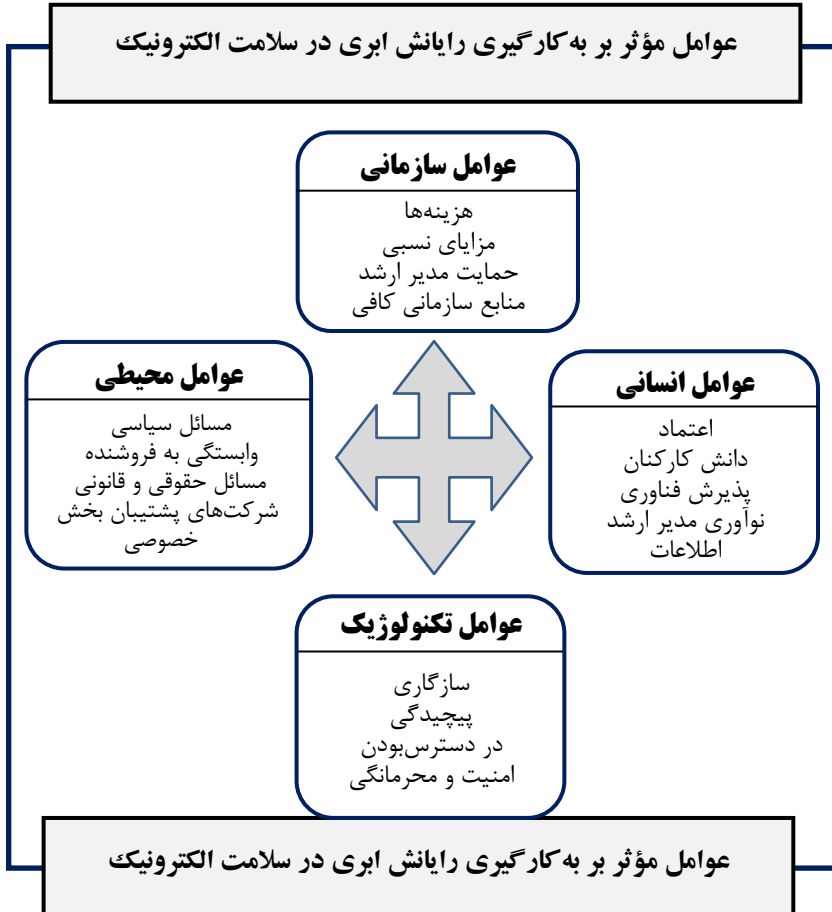 عوامل مؤثر بر به‌کارگیری رایانش ابری در سلامت الکترونیک
عوامل سازمانی
هزینه‌ها
مزایای نسبی
حمایت مدیر ارشد
منابع سازمانی کافی
عوامل انسانی
اعتماد
دانش کارکنان
پذیرش فناوری
نوآوری مدیر ارشد
اطلاعات
عوامل محیطی
مسائل سیاسی
وابستگی به فروشنده
مسائل حقوقی و قانونی
شرکت‌های پشتیبان بخش
خصوصی
عوامل تکنولوژیک
سازگاری
پیچیدگی
در دسترس‌بودن
امنیت و محرمانگی
عوامل مؤثر بر به‌کارگیری رایانش ابری در سلامت الکترونیک